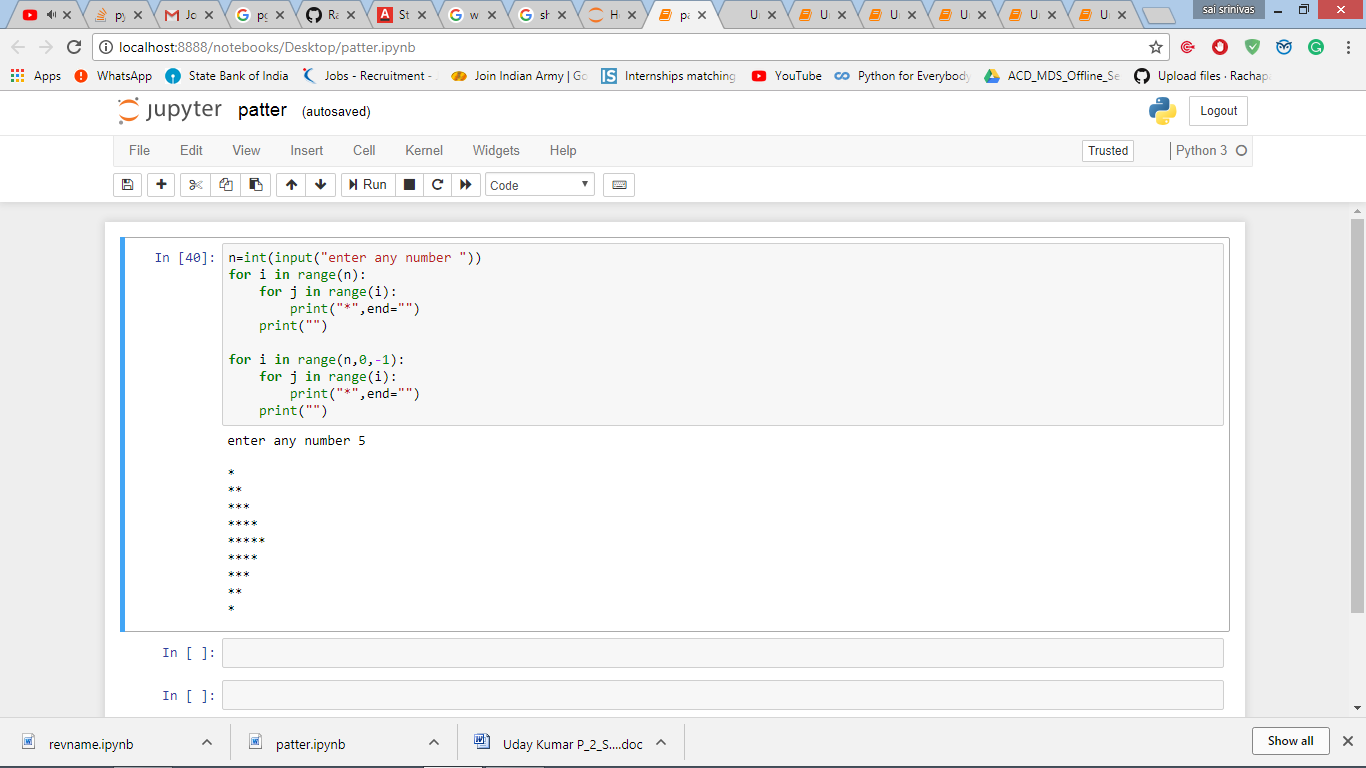 py
Jo
pg
Ra
St
w
sh
H
pa
U
U
U
U
U
U
sai srinivas
localhost:8888/notebooks/Desktop/patter.ipynb
Apps WhatsApp State Bank of India Jobs - Recruitment - Join Indian Army | Go Internships matching YouTube Python for Everybody ACD_MDS_Offline_Se Upload files · Rachap
jupyter patter (autosaved) Logout
File Edit View Insert Cell Kernel Widgets Help Trusted Python 3
Run Code
In [40]: n=int(input("enter any number "))
for i in range(n):
    for j in range(i):
        print("*",end="")
    print("")
for i in range(n,0,-1):
    for j in range(i):
        print("*",end="")
    print("")
enter any number 5
*
**
***
****
*****
****
***
**
*
In [ ]:
In [ ]:
revname.ipynb patter.ipynb Uday Kumar P_2_S....doc Show all